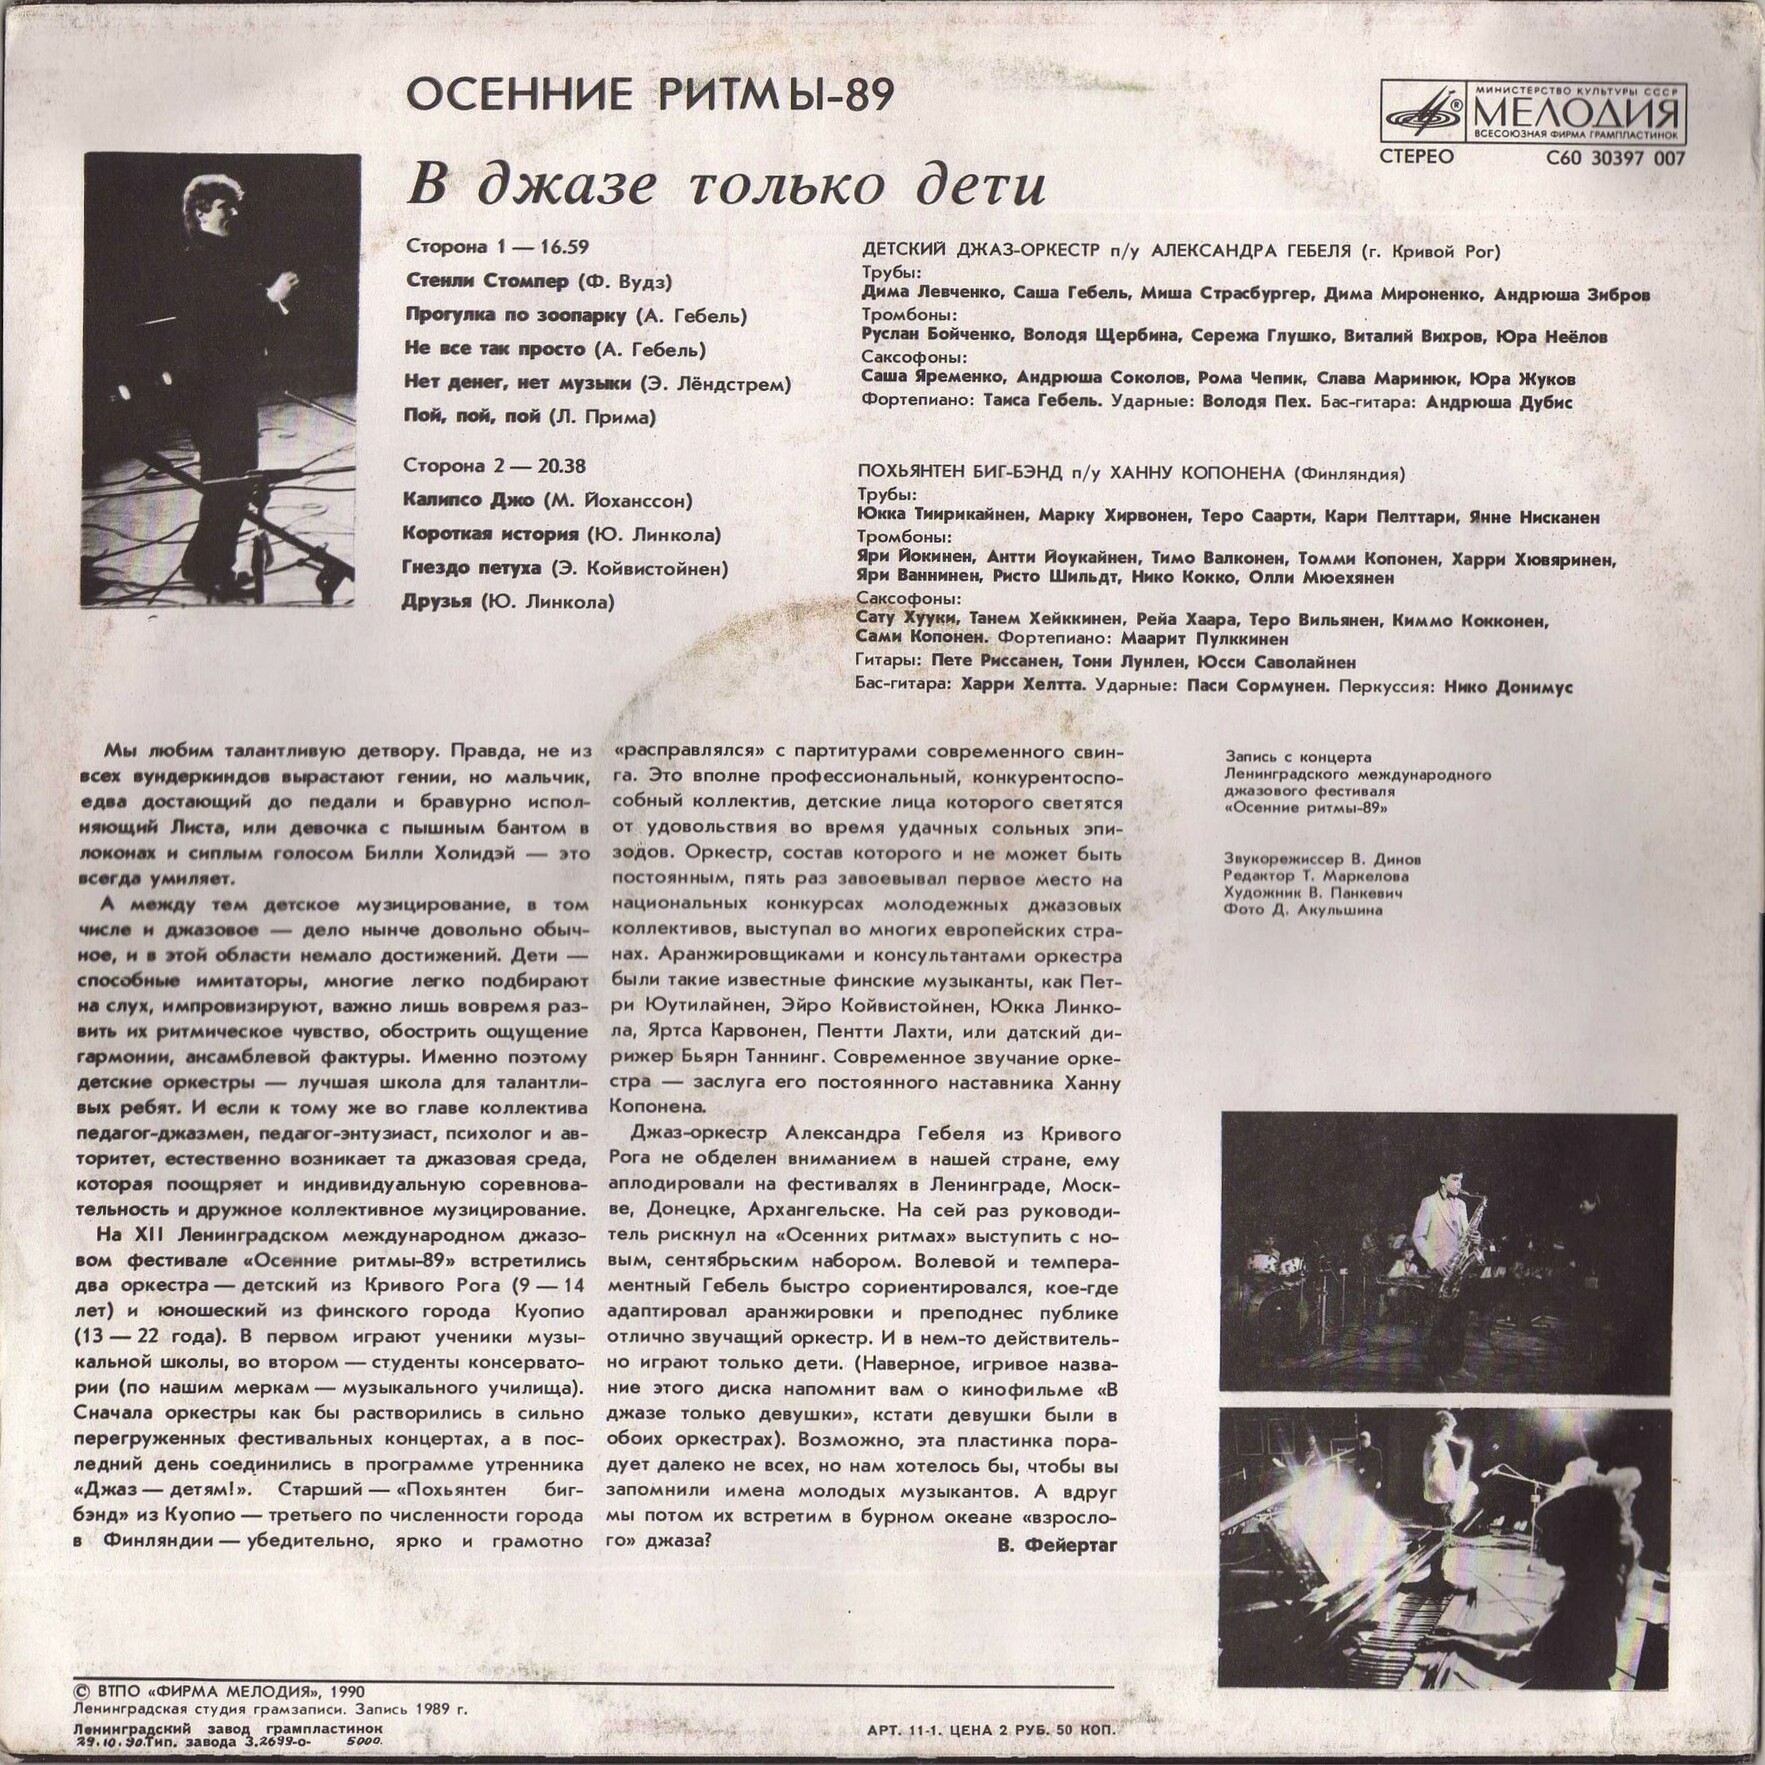 ОСЕННИЕ РИТМЫ-89
В джазе только дети
МИНИСТЕРСТВО КУЛЬТУРЫ СССР
МЕЛОДИЯ
ВСЕСОЮЗНАЯ ФИРМА ГРАМПЛАСТИНОК
СТЕРЕО С60 30397 007
Сторона 1 — 16.59
Стенли Стомпер (Ф. Вудз)
Прогулка по зоопарку (А. Гебель)
Не все так просто (А. Гебель)
Нет денег, нет музыки (Э. Лёндстрем)
Пой, пой, пой (Л. Прима)
Сторона 2 — 20.38
Калипсо Джо (М. Йоханссон)
Короткая история (Ю. Линкола)
Гнездо петуха (Э. Койвистойнен)
Друзья (Ю. Линкола)
ДЕТСКИЙ ДЖАЗ-ОРКЕСТР п/у АЛЕКСАНДРА ГЕБЕЛЯ (г. Кривой Рог)
Трубы:
Дима Левченко, Саша Гебель, Миша Страсбургер, Дима Мироненко, Андрюша Зибров
Тромбоны:
Руслан Бойченко, Володя Щербина, Сережа Глушко, Виталий Вихров, Юра Неёлов
Саксофоны:
Саша Яременко, Андрюша Соколов, Рома Чепик, Слава Маринюк, Юра Жуков
Фортепиано: Таиса Гебель. Ударные: Володя Пех. Бас-гитара: Андрюша Дубис
ПОХЬЯНТЕН БИГ-БЭНД п/у ХАННУ КОПОНЕНА (Финляндия)
Трубы:
Юкка Тиирикайнен, Марку Хирвонен, Теро Саарти, Кари Пелттари, Янне Нисканен
Тромбоны:
Яри Йокинен, Антти Йоукайнен, Тимо Валконен, Томми Копонен, Харри Хювяринен,
Яри Ваннинен, Ристо Шильдт, Нико Кокко, Олли Мюехянен
Саксофоны:
Сату Хууки, Танем Хейккинен, Рейа Хаара, Теро Вильянен, Киммо Кокконен,
Сами Копонен. Фортепиано: Маарит Пулккинен
Гитары: Пете Риссанен, Тони Лунлен, Юсси Саволайнен
Бас-гитара: Харри Хелтта. Ударные: Паси Сормунен. Перкуссия: Нико Донимус
Мы любим талантливую детвору. Правда, не из
всех вундеркиндов вырастают гении, но мальчик,
едва достающий до педали и бравурно испол-
няющий Листа, или девочка с пышным бантом в
локонах и сиплым голосом Билли Холидэй — это
всегда умиляет.
А между тем детское музицирование, в том
числе и джазовое — дело нынче довольно обыч-
ное, и в этой области немало достижений. Дети —
способные имитаторы, многие легко подбирают
на слух, импровизируют, важно лишь вовремя раз-
вить их ритмическое чувство, обострить ощущение
гармонии, ансамблевой фактуры. Именно поэтому
детские оркестры — лучшая школа для талантли-
вых ребят. И если к тому же во главе коллектива
педагог-джазмен, педагог-энтузиаст, психолог и ав-
торитет, естественно возникает та джазовая среда,
которая поощряет и индивидуальную соревнова-
тельность и дружное коллективное музицирование.
На XII Ленинградском международном джазо-
вом фестивале «Осенние ритмы-89» встретились
два оркестра — детский из Кривого Рога (9 — 14
лет) и юношеский из финского города Куопио
(13 — 22 года). В первом играют ученики музы-
кальной школы, во втором — студенты консервато-
рии (по нашим меркам — музыкального училища).
Сначала оркестры как бы растворились в сильно
перегруженных фестивальных концертах, а в пос-
ледний день соединились в программе утренника
«Джаз — детям!». Старший — «Похьянтен биг-
бэнд» из Куопио — третьего по численности города
в Финляндии — убедительно, ярко и грамотно
«расправлялся» с партитурами современного свин-
га. Это вполне профессиональный, конкурентоспо-
собный коллектив, детские лица которого светятся
от удовольствия во время удачных сольных эпи-
зодов. Оркестр, состав которого и не может быть
постоянным, пять раз завоевывал первое место на
национальных конкурсах молодежных джазовых
коллективов, выступал во многих европейских стра-
нах. Аранжировщиками и консультантами оркестра
были такие известные финские музыканты, как Пет-
ри Юутилайнен, Эйро Койвистойнен, Юкка Линко-
ла, Яртса Карвонен, Пентти Лахти, или датский ди-
рижер Бьярн Таннинг. Современное звучание орке-
стра — заслуга его постоянного наставника Ханну
Копонена.
Джаз-оркестр Александра Гебеля из Кривого
Рога не обделен вниманием в нашей стране, ему
аплодировали на фестивалях в Ленинграде, Моск-
ве, Донецке, Архангельске. На сей раз руководи-
тель рискнул на «Осенних ритмах» выступить с но-
вым, сентябрьским набором. Волевой и темпера-
ментный Гебель быстро сориентировался, кое-где
адаптировал аранжировки и преподнес публике
отлично звучащий оркестр. И в нем-то действитель-
но играют только дети. (Наверное, игривое назва-
ние этого диска напомнит вам о кинофильме «В
джазе только девушки», кстати девушки были в
обоих оркестрах). Возможно, эта пластинка пора-
дует далеко не всех, но нам хотелось бы, чтобы вы
запомнили имена молодых музыкантов. А вдруг
мы потом их встретим в бурном океане «взросло-
го» джаза?
В. Фейертаг
Запись с концерта
Ленинградского международного
джазового фестиваля
«Осенние ритмы-89»
Звукорежиссер В. Динов
Редактор Т. Маркелова
Художник В. Панкевич
Фото Д. Акульшина
© ВТПО «ФИРМА МЕЛОДИЯ», 1990
Ленинградская студия грамзаписи. Запись 1989 г.
Ленинградский завод грампластинок
29.10.90.Тип. завода З.2699-о- 5000.
АРТ. 11-1. ЦЕНА 2 РУБ. 50 КОП.